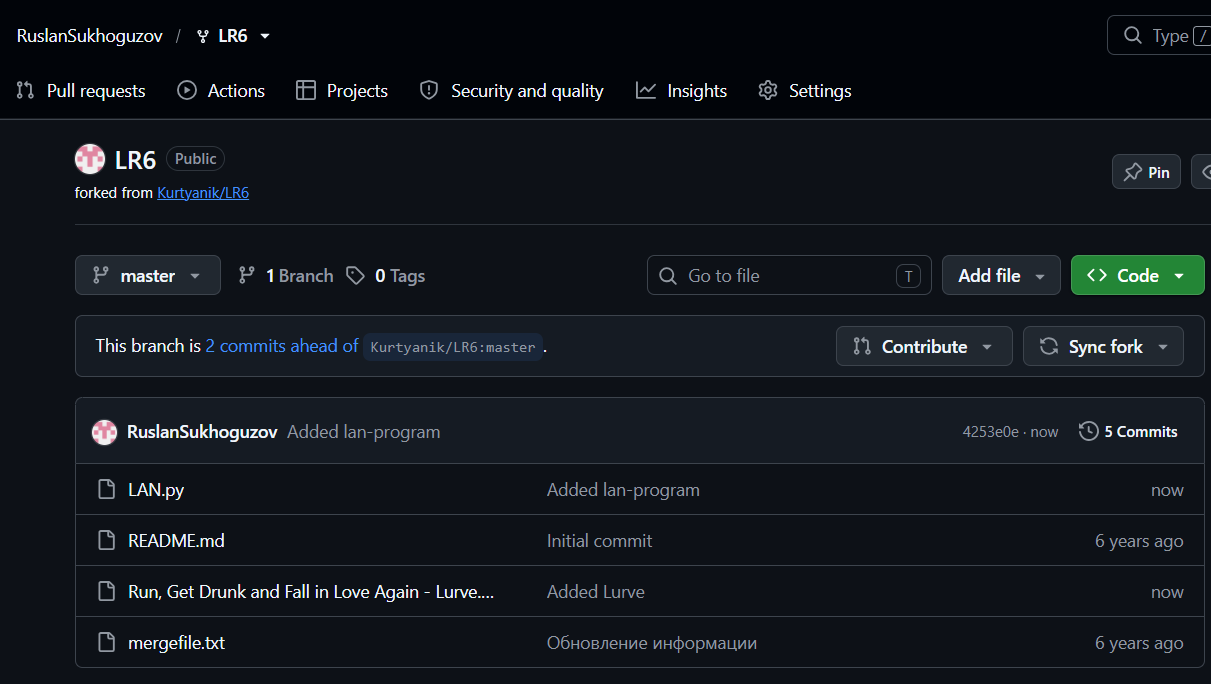 RuslanSukhoguzov / LR6
Type /
Pull requests Actions Projects Security and quality Insights Settings
LR6 Public
Pin
forked from Kurtyanik/LR6
master 1 Branch 0 Tags Go to file T Add file Code
This branch is 2 commits ahead of Kurtyanik/LR6:master . Contribute Sync fork
RuslanSukhoguzov Added lan-program 4253e0e · now 5 Commits
LAN.py Added lan-program now
README.md Initial commit 6 years ago
Run, Get Drunk and Fall in Love Again - Lurve.... Added Lurve now
mergefile.txt Обновление информации 6 years ago